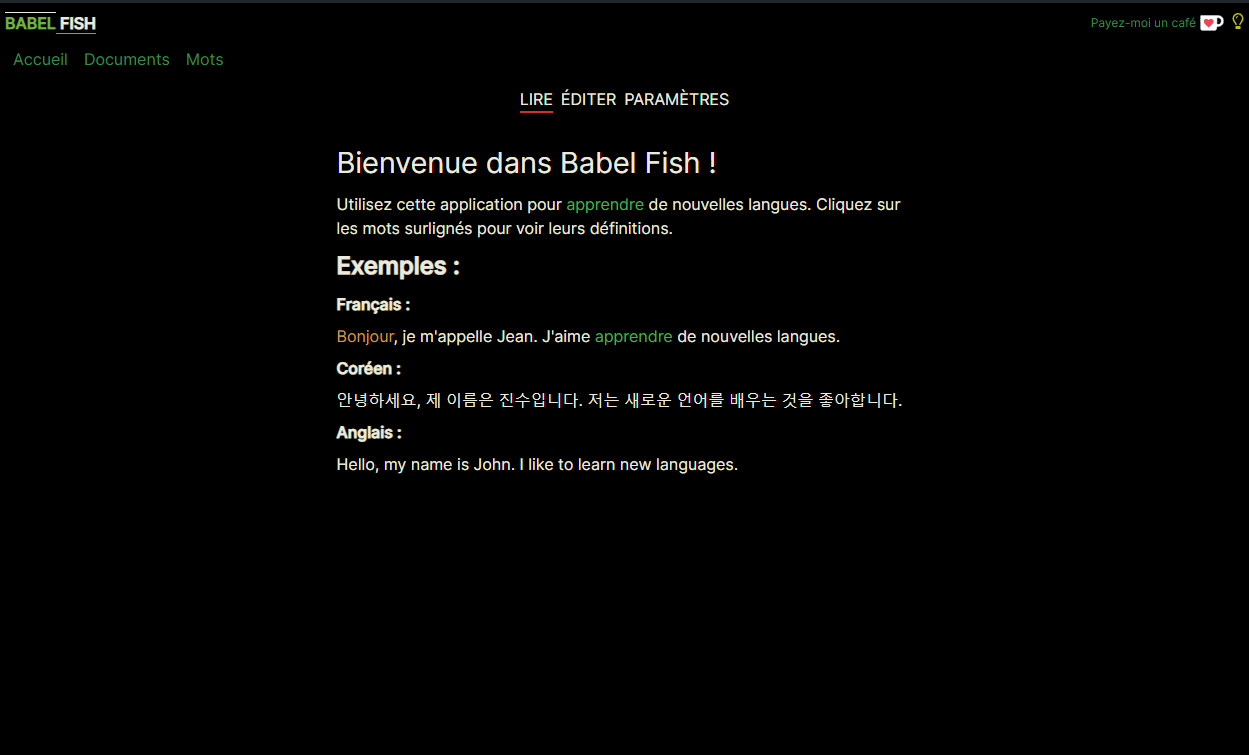 BABEL FISH
Payez-moi un café
Accueil Documents Mots
LIRE ÉDITER PARAMÈTRES
Bienvenue dans Babel Fish !
Utilisez cette application pour apprendre de nouvelles langues. Cliquez sur
les mots surlignés pour voir leurs définitions.
Exemples :
Français :
Bonjour, je m'appelle Jean. J'aime apprendre de nouvelles langues.
Coréen :
안녕하세요, 제 이름은 진수입니다. 저는 새로운 언어를 배우는 것을 좋아합니다.
Anglais :
Hello, my name is John. I like to learn new languages.